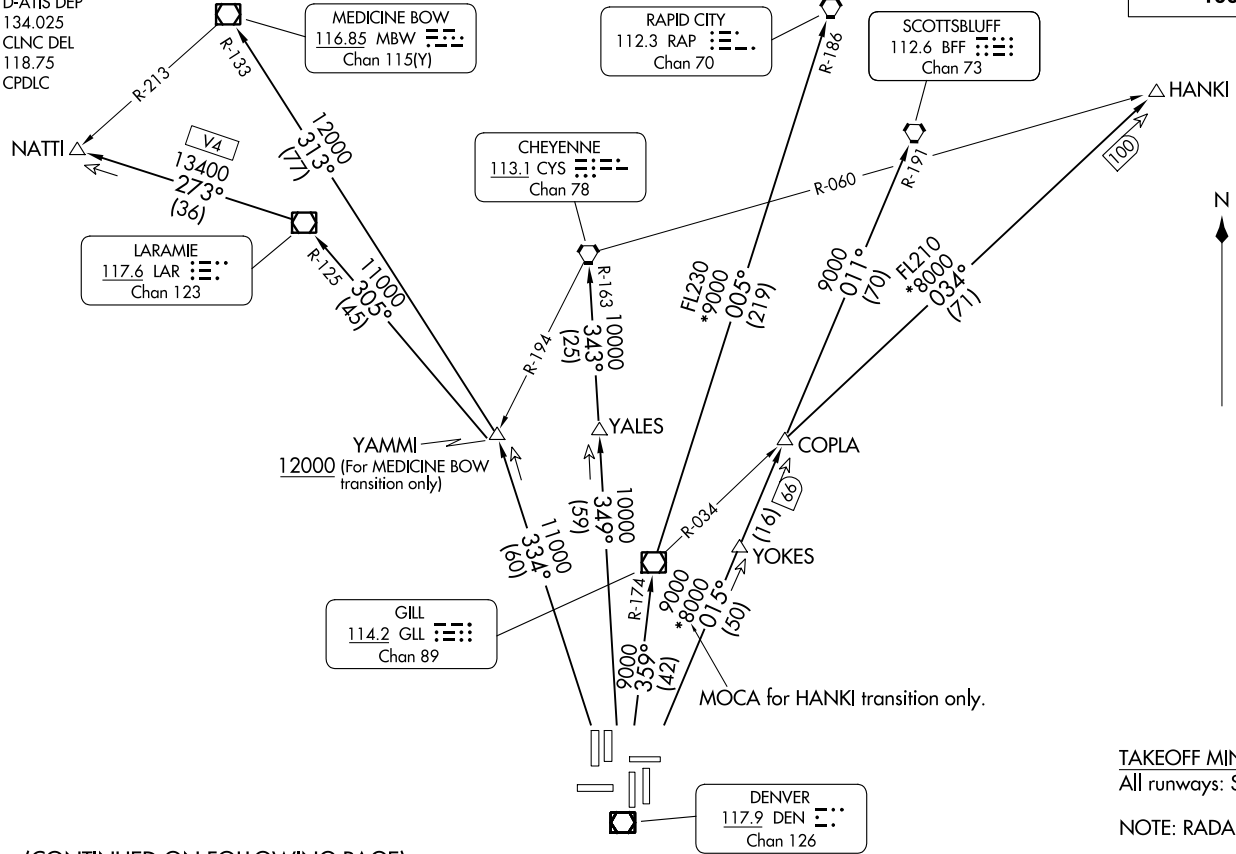 D-ATIS DEP
134.025
CLNC DEL
118.75
CPDLC
MEDICINE BOW
116.85 MBW
Chan 115(Y)
RAPID CITY
112.3 RAP
Chan 70
SCOTTSBLUFF
112.6 BFF
Chan 73
R-133
R-213
R-186
R-191
HANKI
100
NATTI
V4
13400
273°
(36)
12000
313°
(77)
CHEYENNE
113.1 CYS
Chan 78
R-060
N
LARAMIE
117.6 LAR
Chan 123
R-125
11000
305°
(45)
R-163
10000
343°
(25)
R-194
FL230
*9000
005°
(219)
9000
011°
(70)
FL210
*8000
034°
(71)
YAMMI
12000 (For MEDICINE BOW
transition only)
YALES
COPLA
66
(16)
R-034
YOKES
11000
334°
(60)
10000
349°
(59)
R-174
9000
359°
(42)
9000
*8000
015°
(50)
GILL
114.2 GLL
Chan 89
MOCA for HANKI transition only.
DENVER
117.9 DEN
Chan 126
All runways:
NOTE:
TAKEOFF